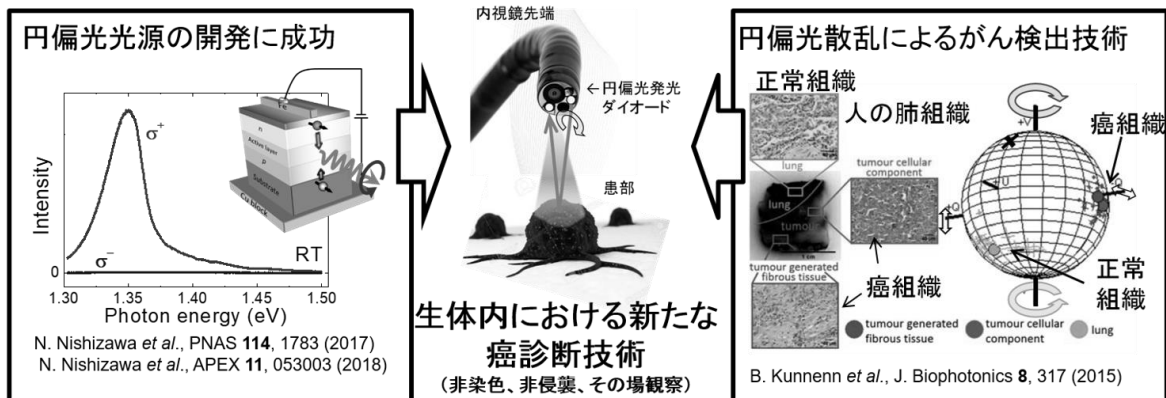 円偏光光源の開発に成功
Intensity
σ+
σ−
RT
0
1.30
1.35
1.40
1.45
1.50
Photon energy (eV)
n
Active layer
p
Substrate
Cu block
N. Nishizawa et al., PNAS 114, 1783 (2017)
N. Nishizawa et al., APEX 11, 053003 (2018)
内視鏡先端
←円偏光発光
ダイオード
患部
生体内における新たな
癌診断技術
(非染色、非侵襲、その場観察)
円偏光散乱によるがん検出技術
正常組織
人の肺組織
癌組織
lung
tumour cellular
component
lung
tumour
1 cm
tumour generated
fibrous tissue
癌組織
+V
+U
+Q
-Q
正常
組織
tumour generated
fibrous tissue
tumour cellular
component
lung
B. Kunnenn et al., J. Biophotonics 8, 317 (2015)